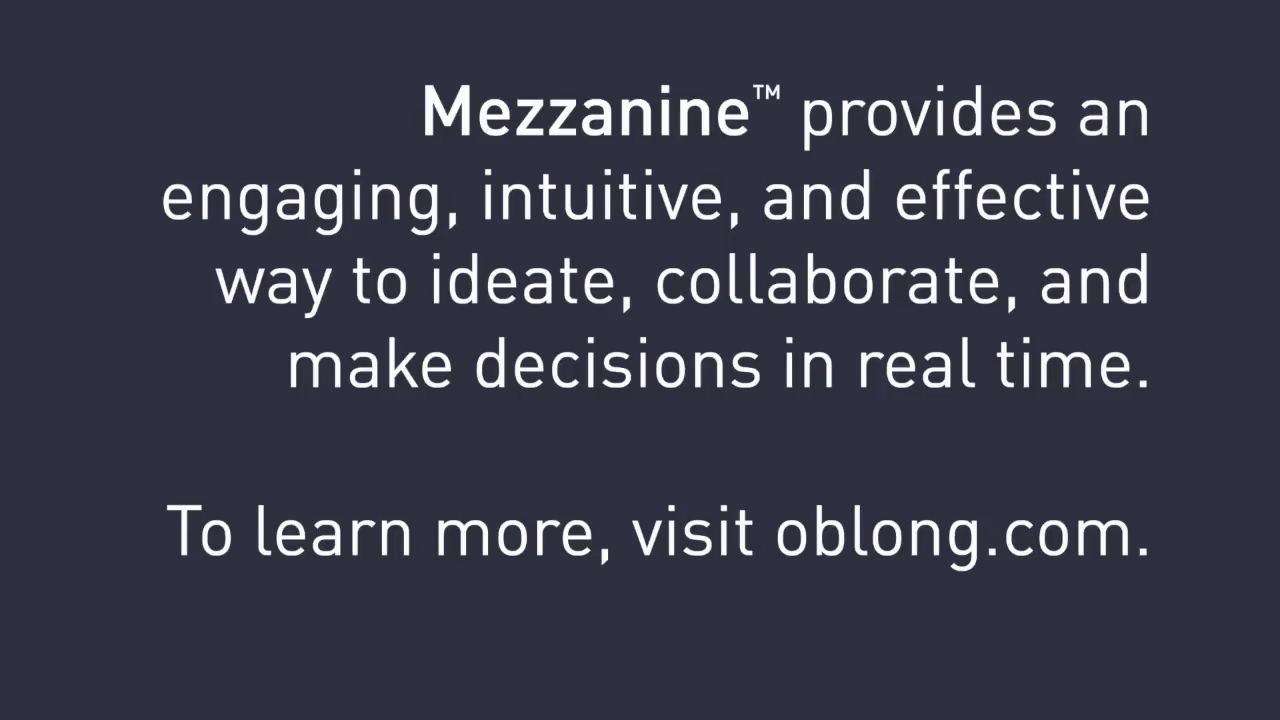 Mezzanine™ provides an
engaging, intuitive, and effective
way to ideate, collaborate, and
make decisions in real time.
To learn more, visit oblong.com.